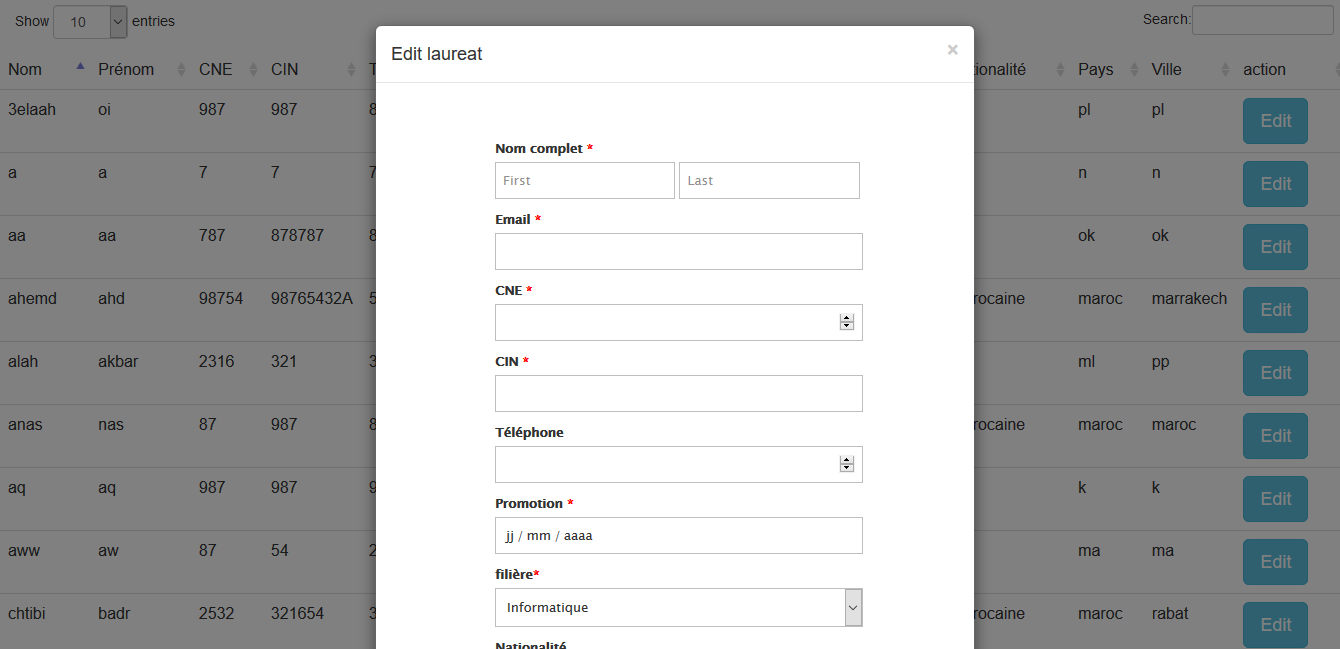 Show 10 entries
Search:
Edit laureat ×
Nom Prénom CNE CIN T ionalité Pays Ville action
3elaah oi 987 987 8 pl pl Edit
a a 7 7 7 n n Edit
aa aa 787 878787 8 ok ok Edit
ahemd ahd 98754 98765432A 5 rocaine maroc marrakech Edit
alah akbar 2316 321 3 ml pp Edit
anas nas 87 987 8 rocaine maroc maroc Edit
aq aq 987 987 9 k k Edit
aww aw 87 54 2 ma ma Edit
chtibi badr 2532 321654 3 rocaine maroc rabat Edit
Nom complet *
First Last
Email *
CNE *
CIN *
Téléphone
Promotion *
jj / mm / aaaa
filière*
Informatique
Nationalité